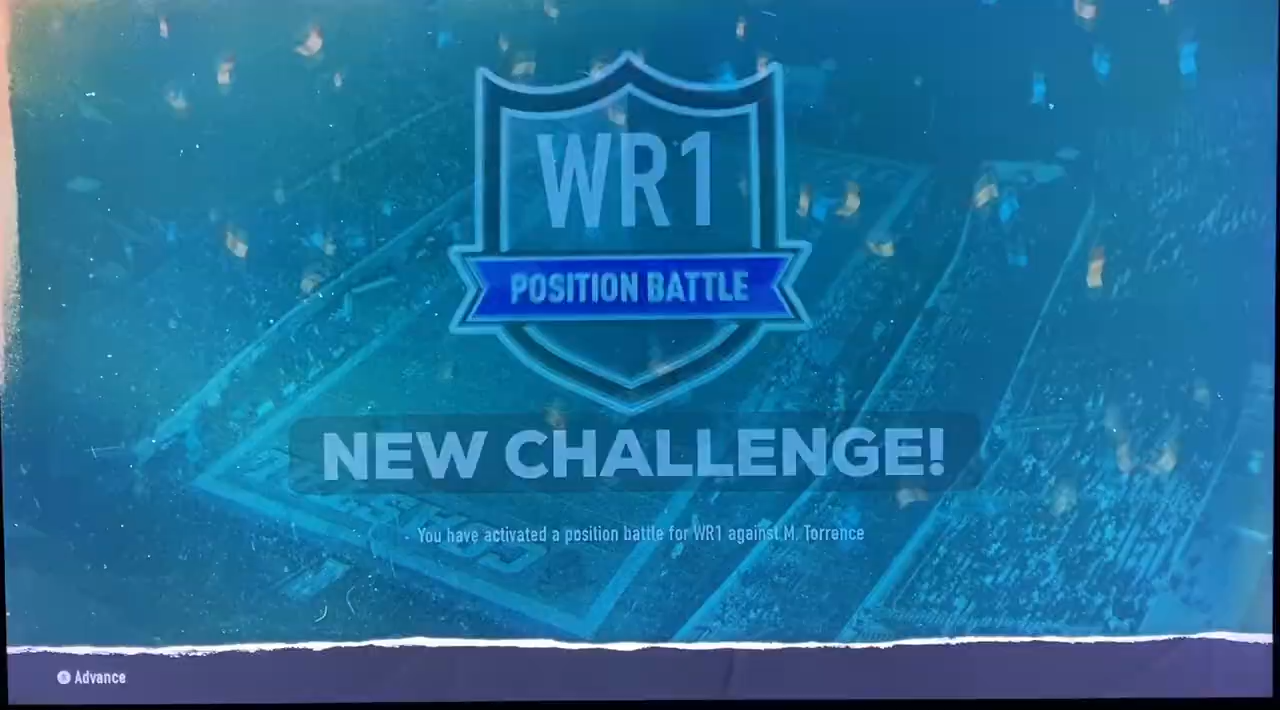 WR1
POSITION BATTLE
NEW CHALLENGE!
- You have activated a position battle for WR1 against M. Torrence
Advance